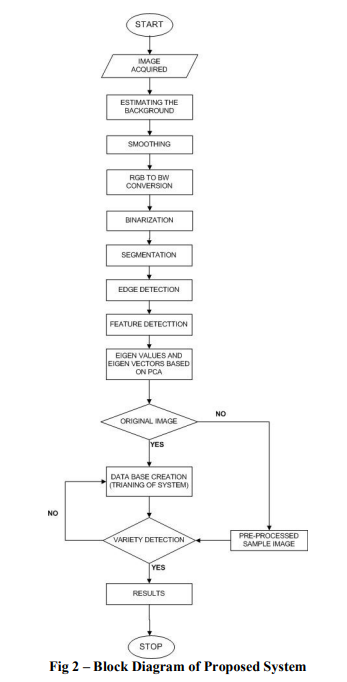 START
IMAGE
ACQUIRED
ESTIMATING THE
BACKGROUND
SMOOTHING
RGB TO BW
CONVERSION
BINARIZATION
SEGMENTATION
EDGE DETECTION
FEATURE DETECTTION
EIGEN VALUES AND
EIGEN VECTORS BASED
ON PCA
ORIGINAL IMAGE
NO
YES
DATA BASE CREATION
(TRIANING OF SYSTEM)
NO
VARIETY DETECTION
PRE-PROCESSED
SAMPLE IMAGE
YES
RESULTS
STOP
Fig 2 – Block Diagram of Proposed System